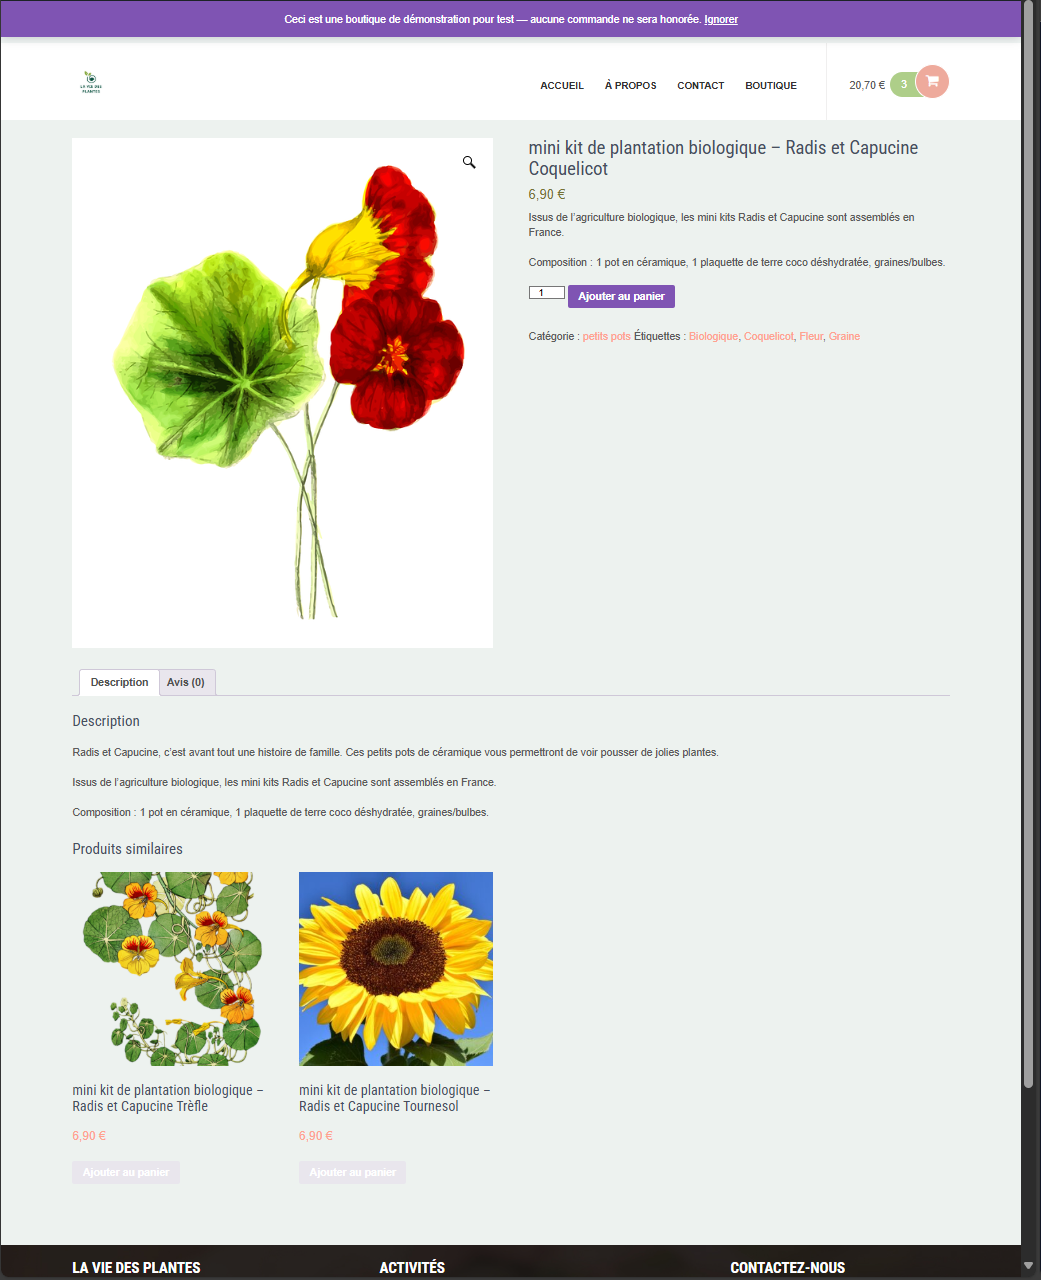 Ceci est une boutique de démonstration pour test — aucune commande ne sera honorée. Ignorer
LA VIE DES
PLANTES
ACCUEIL
À PROPOS
CONTACT
BOUTIQUE
20,70 €
3
mini kit de plantation biologique – Radis et Capucine
Coquelicot
6,90 €
Issus de l’agriculture biologique, les mini kits Radis et Capucine sont assemblés en
France.
Composition : 1 pot en céramique, 1 plaquette de terre coco déshydratée, graines/bulbes.
1
Ajouter au panier
Catégorie : petits pots Étiquettes : Biologique, Coquelicot, Fleur, Graine
Description
Avis (0)
Description
Radis et Capucine, c’est avant tout une histoire de famille. Ces petits pots de céramique vous permettront de voir pousser de jolies plantes.
Issus de l’agriculture biologique, les mini kits Radis et Capucine sont assemblés en France.
Composition : 1 pot en céramique, 1 plaquette de terre coco déshydratée, graines/bulbes.
Produits similaires
mini kit de plantation biologique –
Radis et Capucine Trèfle
6,90 €
Ajouter au panier
mini kit de plantation biologique –
Radis et Capucine Tournesol
6,90 €
Ajouter au panier
LA VIE DES PLANTES
ACTIVITÉS
CONTACTEZ-NOUS